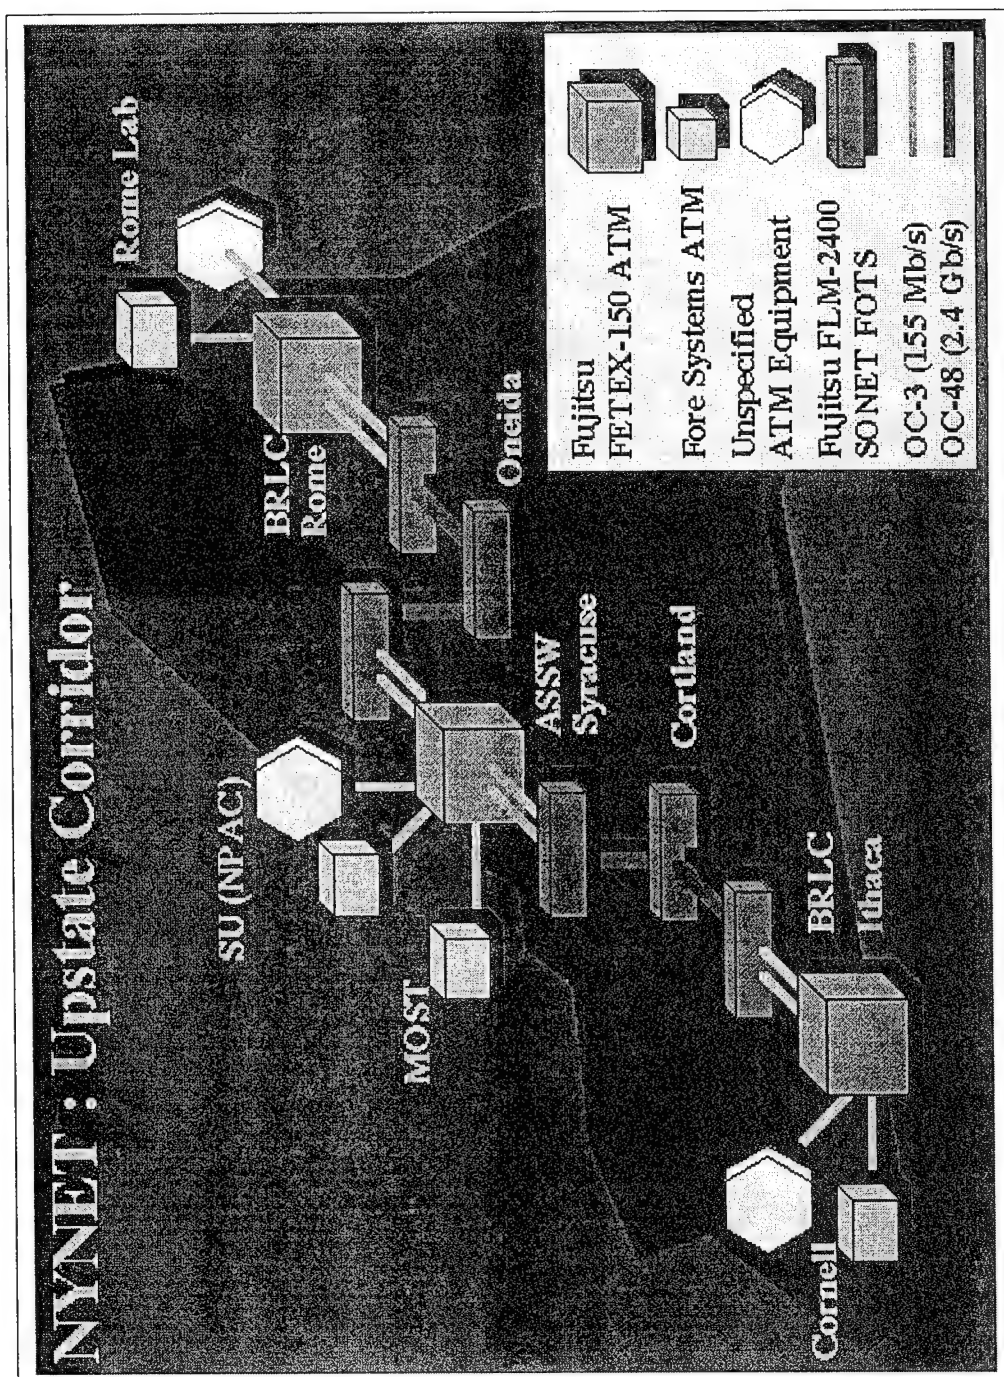 NYNET : Upstate Corridor
Rome Lab
SU (NPAC)
BRLC
Rome
MOST
Oneida
ASSW
Syracuse
Cortland
BRLC
Ithaca
Cornell
Fujitsu
FETEX-150 ATM
Fore Systems ATM
Unspecified
ATM Equipment
Fujitsu FLM-2400
SONET FOTS
OC-3 (155 Mb/s)
OC-48 (2.4 Gb/s)